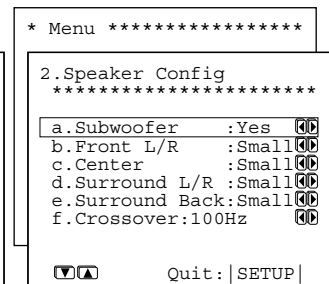 * Menu *****************
2.Speaker Config
***********************
a.Subwoofer :Yes
b.Front L/R :Small
c.Center :Small
d.Surround L/R :Small
e.Surround Back:Small
f.Crossover:100Hz
Quit:|SETUP|